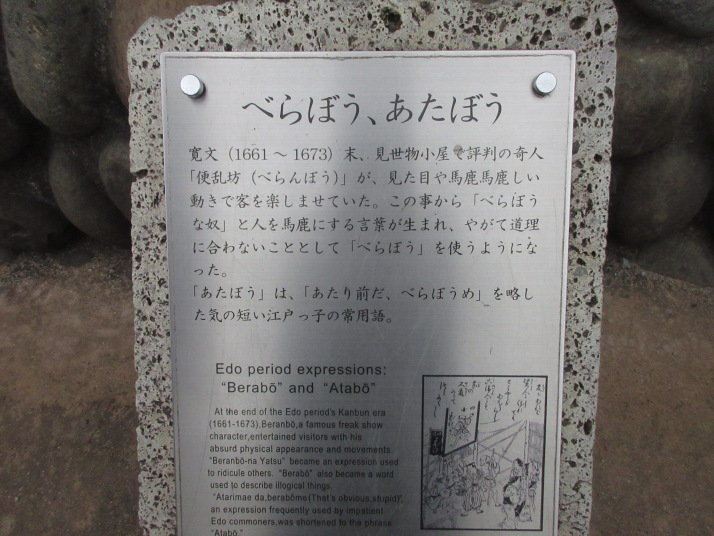 べらぼう、あたぼう
寛文（1661～1673）末、見世物小屋で評判の奇人
「便乱坊（べらんぼう）」が、見た目や馬鹿馬鹿しい
動きで客を楽しませていた。この事から「べらぼう
な奴」と人を馬鹿にする言葉が生まれ、やがて道理
に合わないこととして「べらぼう」を使うようにな
った。
「あたぼう」は、「あたり前だ、べらぼうめ」を略し
た気の短い江戸っ子の常用語。
Edo period expressions:
"Berabō" and "Atabō"
At the end of the Edo period's Kanbun era
(1661-1673),Beranbō,a famous freak show
character,entertained visitors with his
absurd physical appearance and movements.
"Beranbō-na Yatsu" became an expression used
to ridicule others. "Berabō" also became a word
used to describe illogical things.
"Atarimae da,berabōme(That's obvious,stupid)",
an expression frequently used by impatient
Edo commoners,was shortened to the phrase
"Atabō."